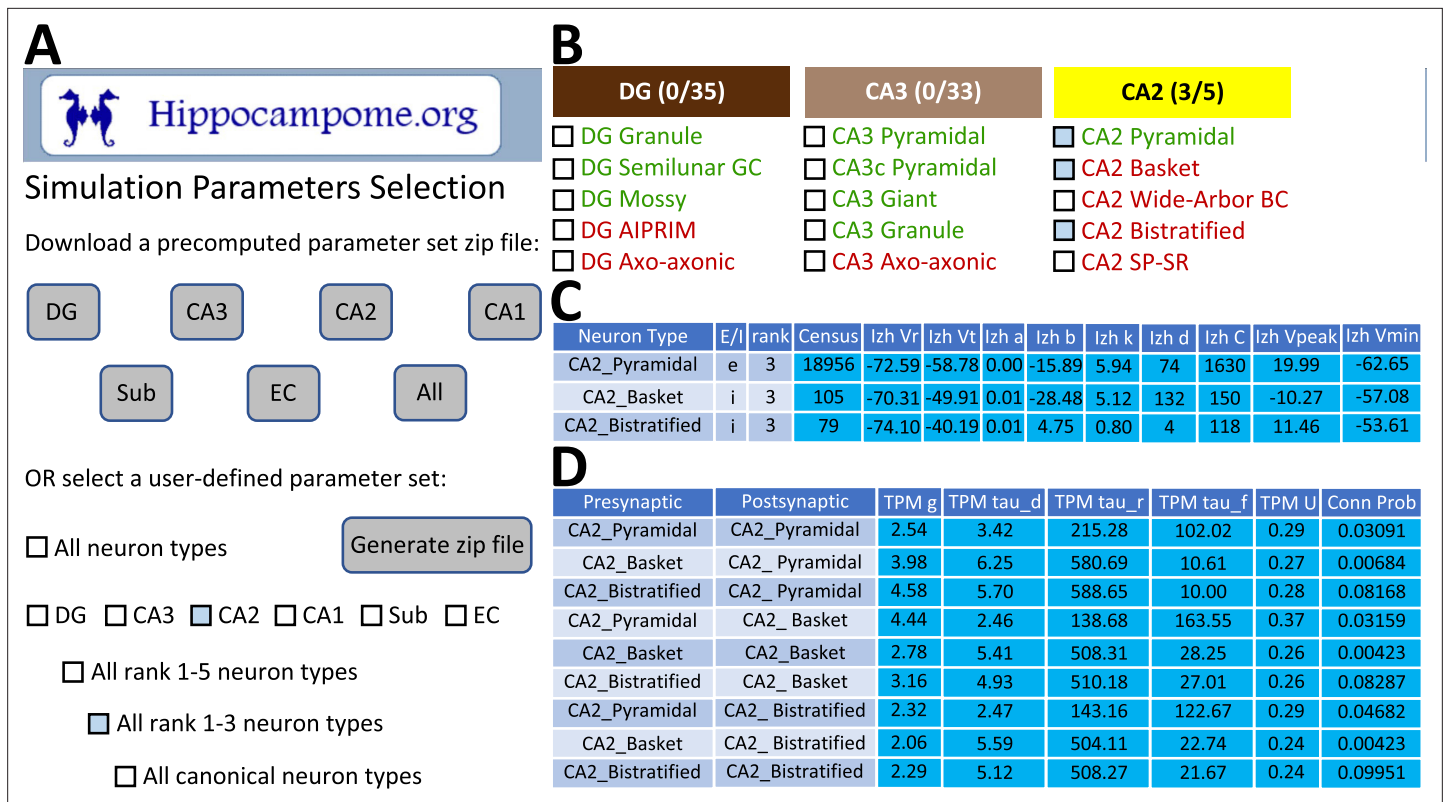 A
Hippocampome.org
Simulation Parameters Selection
Download a precomputed parameter set zip file:
DG CA3 CA2 CA1
Sub EC All
OR select a user-defined parameter set:
All neuron types Generate zip file
DG CA3 CA2 CA1 Sub EC
All rank 1-5 neuron types
All rank 1-3 neuron types
All canonical neuron types
B
DG (0/35) CA3 (0/33) CA2 (3/5)
DG Granule CA3 Pyramidal CA2 Pyramidal
DG Semilunar GC CA3c Pyramidal CA2 Basket
DG Mossy CA3 Giant CA2 Wide-Arbor BC
DG AIPRIM CA3 Granule CA2 Bistratified
DG Axo-axonic CA3 Axo-axonic CA2 SP-SR
C
Neuron Type E/I rank Census Izh Vr Izh Vt Izh a Izh b Izh k Izh d Izh C Izh Vpeak Izh Vmin
CA2_Pyramidal e 3 18956 -72.59 -58.78 0.00 -15.89 5.94 74 1630 19.99 -62.65
CA2_Basket i 3 105 -70.31 -49.91 0.01 -28.48 5.12 132 150 -10.27 -57.08
CA2_Bistratified i 3 79 -74.10 -40.19 0.01 4.75 0.80 4 118 11.46 -53.61
D
Presynaptic Postsynaptic TPM g TPM tau_d TPM tau_r TPM tau_f TPM U Conn Prob
CA2_Pyramidal CA2_Pyramidal 2.54 3.42 215.28 102.02 0.29 0.03091
CA2_Basket CA2_ Pyramidal 3.98 6.25 580.69 10.61 0.27 0.00684
CA2_Bistratified CA2_ Pyramidal 4.58 5.70 588.65 10.00 0.28 0.08168
CA2_Pyramidal CA2_ Basket 4.44 2.46 138.68 163.55 0.37 0.03159
CA2_Basket CA2_Basket 2.78 5.41 508.31 28.25 0.26 0.00423
CA2_Bistratified CA2_ Basket 3.16 4.93 510.18 27.01 0.26 0.08287
CA2_Pyramidal CA2_ Bistratified 2.32 2.47 143.16 122.67 0.29 0.04682
CA2_Basket CA2_ Bistratified 2.06 5.59 504.11 22.74 0.24 0.00423
CA2_Bistratified CA2_Bistratified 2.29 5.12 508.27 21.67 0.24 0.09951